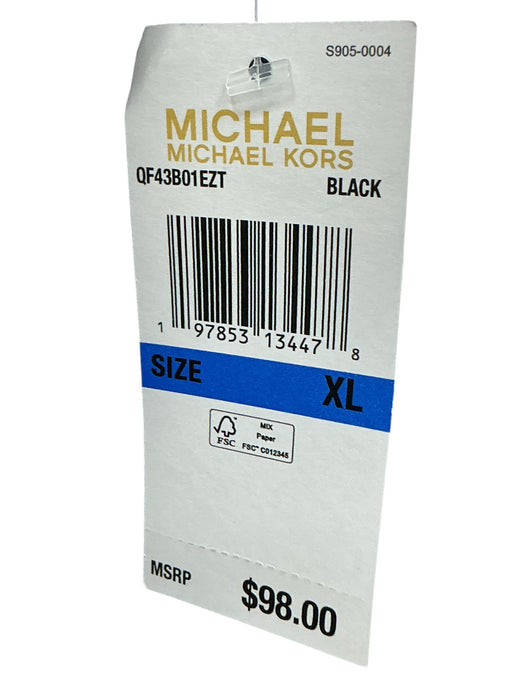 S905-0004
MICHAEL
MICHAEL KORS
QF43B01EZT BLACK
1 97853 13447 8
SIZE XL
FSC
MIX
Paper
FSC™ C012345
MSRP $98.00